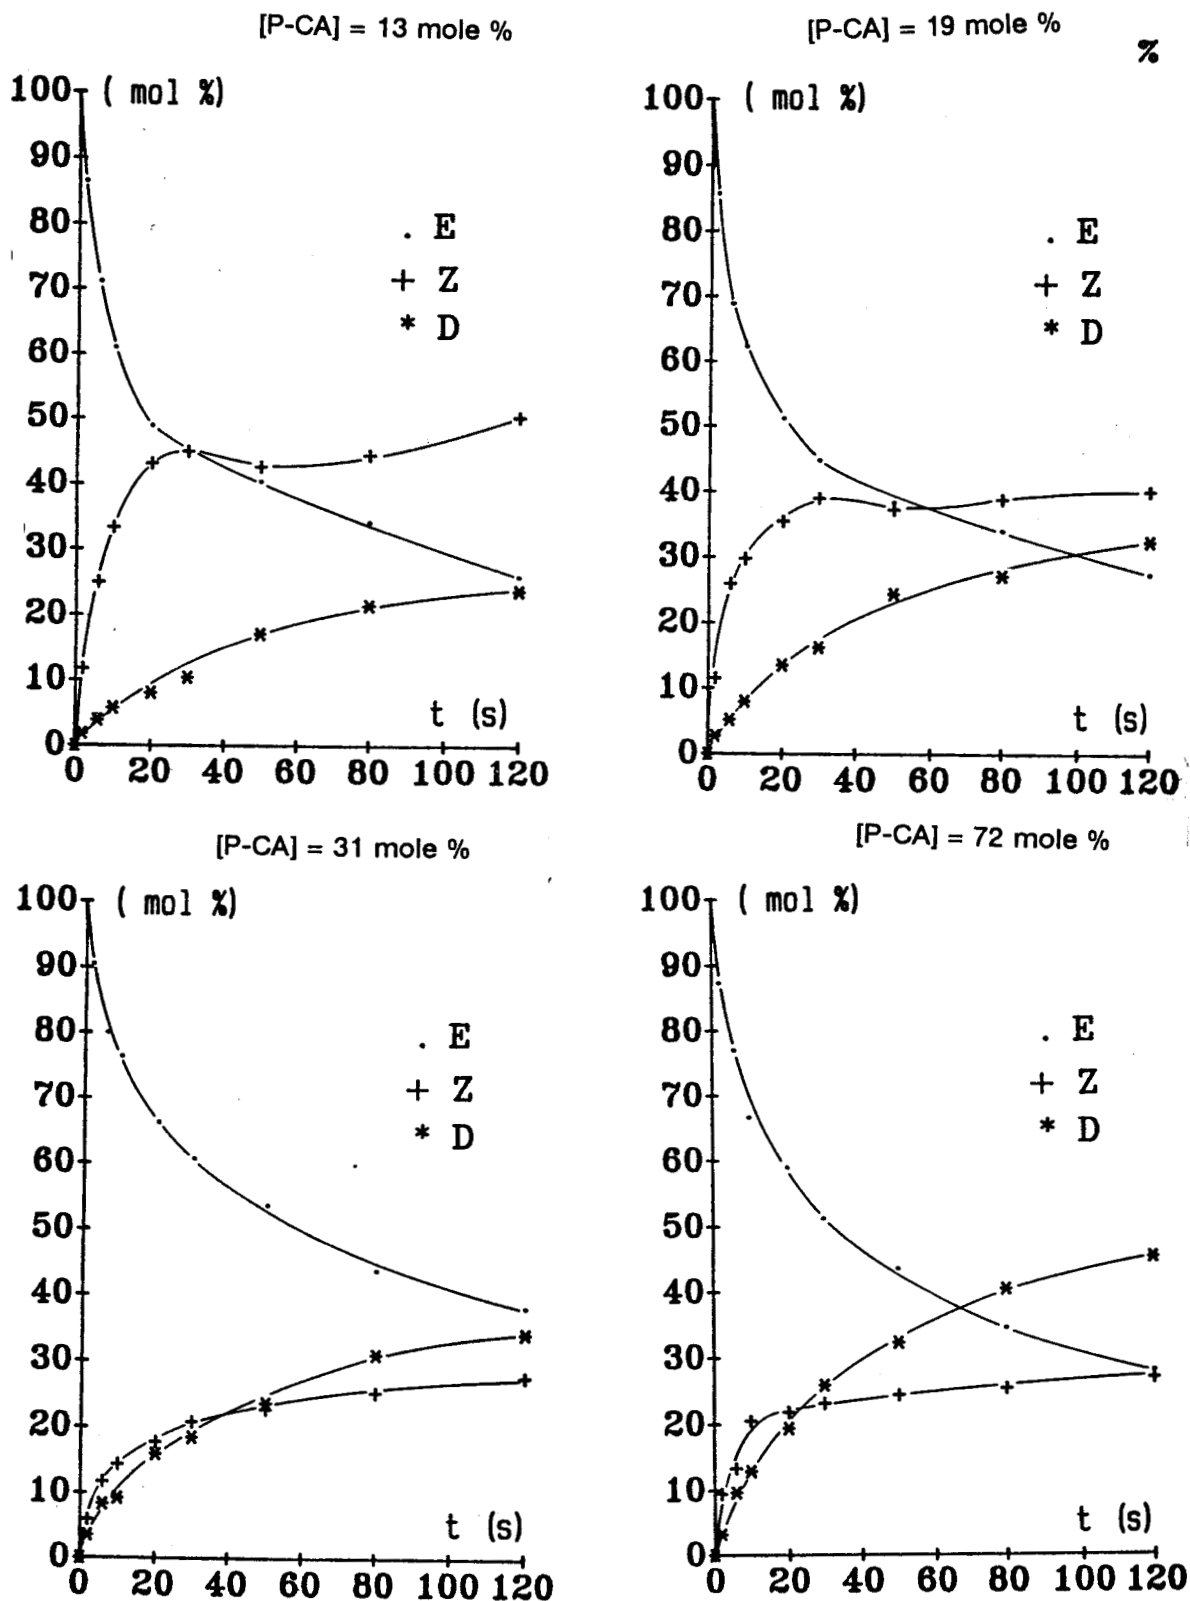 [P-CA] = 13 mole %
( mol %)
100
90
80
70
60
50
40
30
20
10
0
. E
+ Z
* D
t (s)
0 20 40 60 80 100 120
[P-CA] = 19 mole %
%
( mol %)
100
90
80
70
60
50
40
30
20
10
0
. E
+ Z
* D
t (s)
0 20 40 60 80 100 120
[P-CA] = 31 mole %
( mol %)
100
90
80
70
60
50
40
30
20
10
0
. E
+ Z
* D
t (s)
0 20 40 60 80 100 120
[P-CA] = 72 mole %
( mol %)
100
90
80
70
60
50
40
30
20
10
0
. E
+ Z
* D
t (s)
0 20 40 60 80 100 120